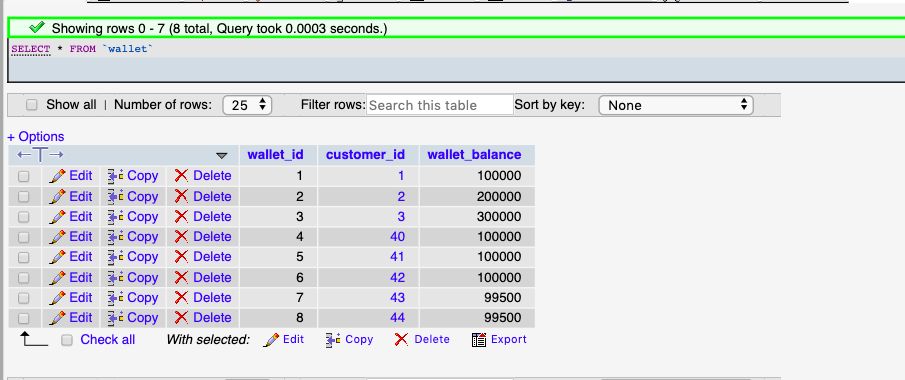 Showing rows 0 - 7 (8 total, Query took 0.0003 seconds.)
SELECT * FROM `wallet`
Show all | Number of rows: 25 Filter rows: Search this table Sort by key: None
+ Options
←T→ wallet_id customer_id wallet_balance
Edit Copy Delete 1 1 100000
Edit Copy Delete 2 2 200000
Edit Copy Delete 3 3 300000
Edit Copy Delete 4 40 100000
Edit Copy Delete 5 41 100000
Edit Copy Delete 6 42 100000
Edit Copy Delete 7 43 99500
Edit Copy Delete 8 44 99500
Check all With selected: Edit Copy Delete Export